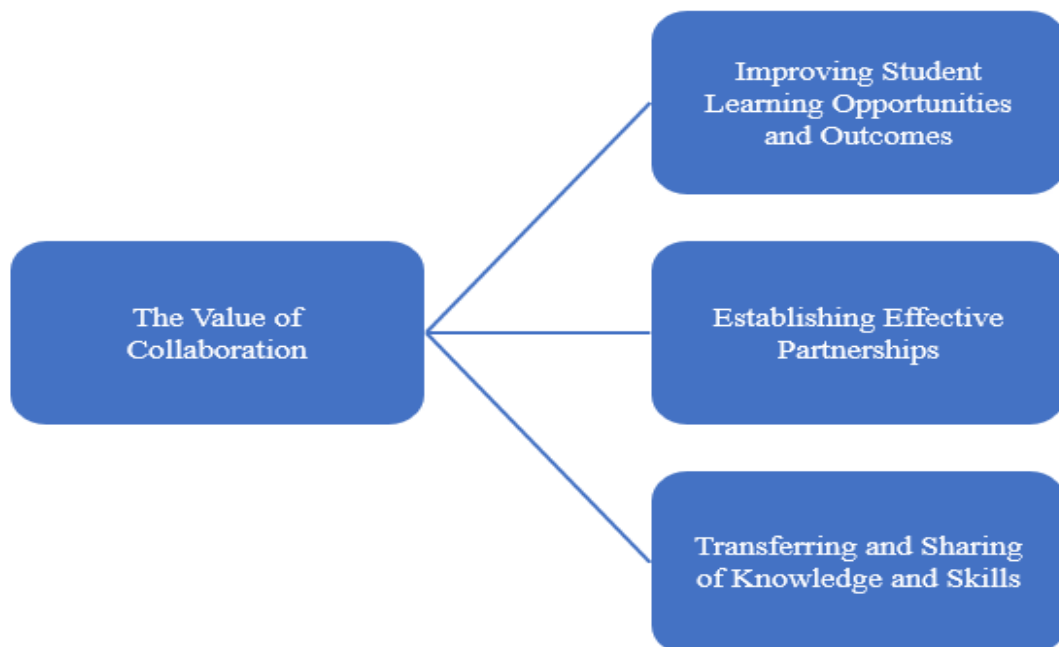 The Value of
Collaboration
Improving Student
Learning Opportunities
and Outcomes
Establishing Effective
Partnerships
Transferring and Sharing
of Knowledge and Skills